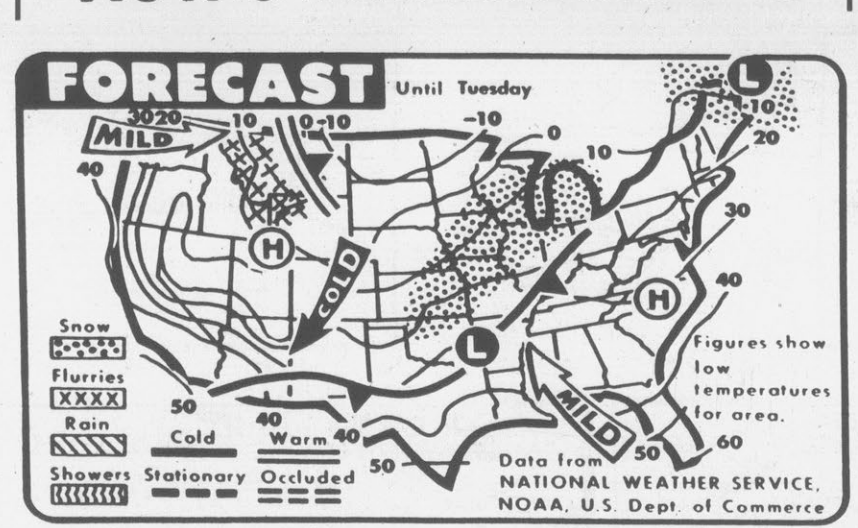 FORECAST Until Tuesday
L
3020 10 0 -10 -10 0 10 -10 20
MILD
40
30
H
COLD
H
40
L
Snow
Flurries
XXXX
Rain
Showers
Figures show
low
temperatures
for area.
50 40 40 50
MILD
50 60
Cold Warm
Stationary Occluded
Data from
NATIONAL WEATHER SERVICE,
NOAA, U.S. Dept. of Commerce